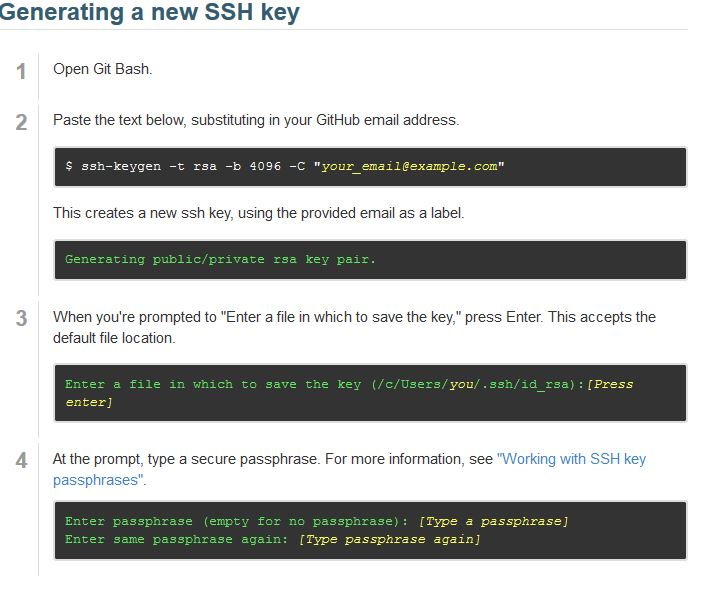 Generating a new SSH key
1 Open Git Bash.
2 Paste the text below, substituting in your GitHub email address.
$ ssh-keygen -t rsa -b 4096 -C "your_email@example.com"
This creates a new ssh key, using the provided email as a label.
Generating public/private rsa key pair.
3 When you're prompted to "Enter a file in which to save the key," press Enter. This accepts the
default file location.
Enter a file in which to save the key (/c/Users/you/.ssh/id_rsa):[Press
enter]
4 At the prompt, type a secure passphrase. For more information, see "Working with SSH key
passphrases".
Enter passphrase (empty for no passphrase): [Type a passphrase]
Enter same passphrase again: [Type passphrase again]